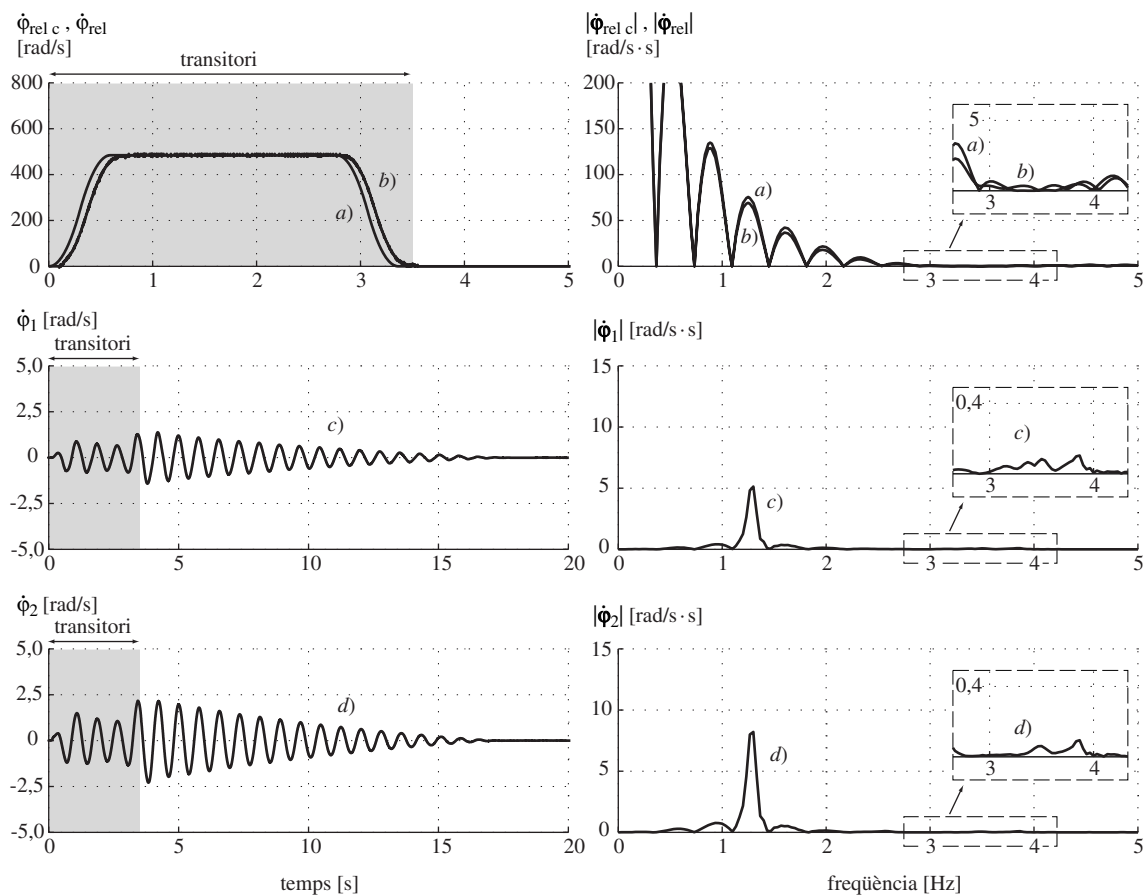 φ̇rel c , φ̇rel
[rad/s]
transitori
800
600
400
200
0
b)
a)
0 1 2 3 4 5
|φ̇rel c| , |φ̇rel|
[rad/s·s]
200
150
100
50
0
a)
b)
5
a)
b)
3 4
0 1 2 3 4 5
φ̇1 [rad/s]
transitori
5,0
2,5
0
-2,5
-5,0
c)
0 5 10 15 20
|φ̇1| [rad/s·s]
15
10
5
0
c)
0,4
c)
3 4
0 1 2 3 4 5
φ̇2 [rad/s]
transitori
5,0
2,5
0
-2,5
-5,0
d)
0 5 10 15 20
temps [s]
|φ̇2| [rad/s·s]
15
10
5
0
d)
0,4
d)
3 4
0 1 2 3 4 5
freqüència [Hz]